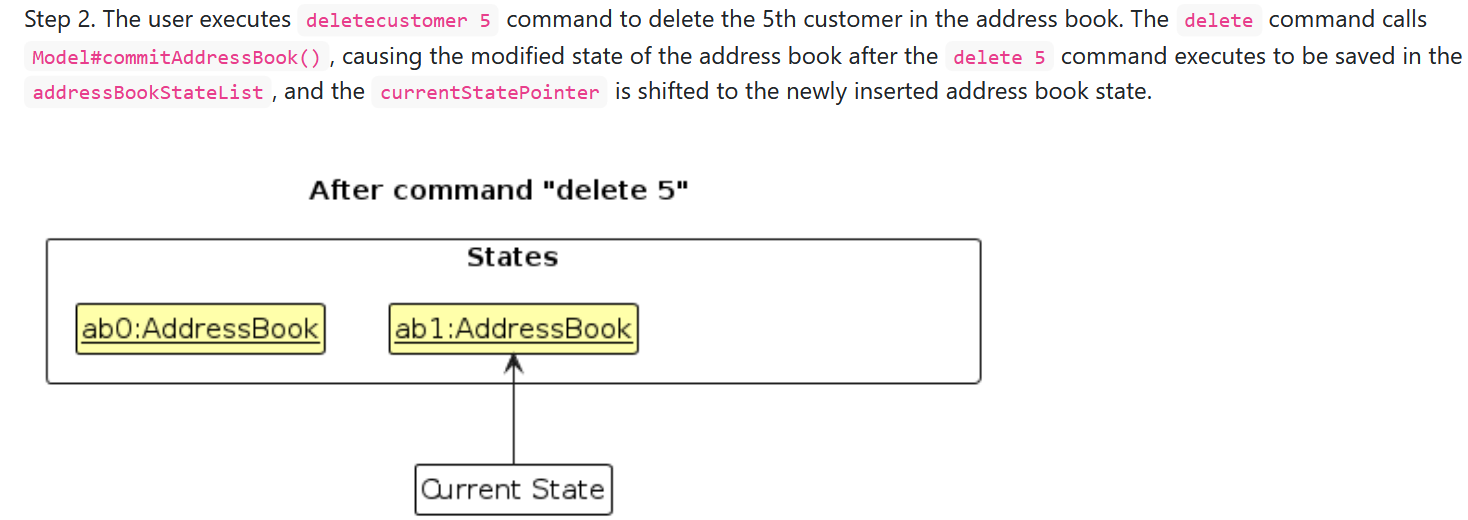 Step 2. The user executes deletecustomer 5 command to delete the 5th customer in the address book. The delete command calls
Model#commitAddressBook() , causing the modified state of the address book after the delete 5 command executes to be saved in the
addressBookStateList , and the currentStatePointer is shifted to the newly inserted address book state.
After command "delete 5"
States
ab0:AddressBook
ab1:AddressBook
Current State